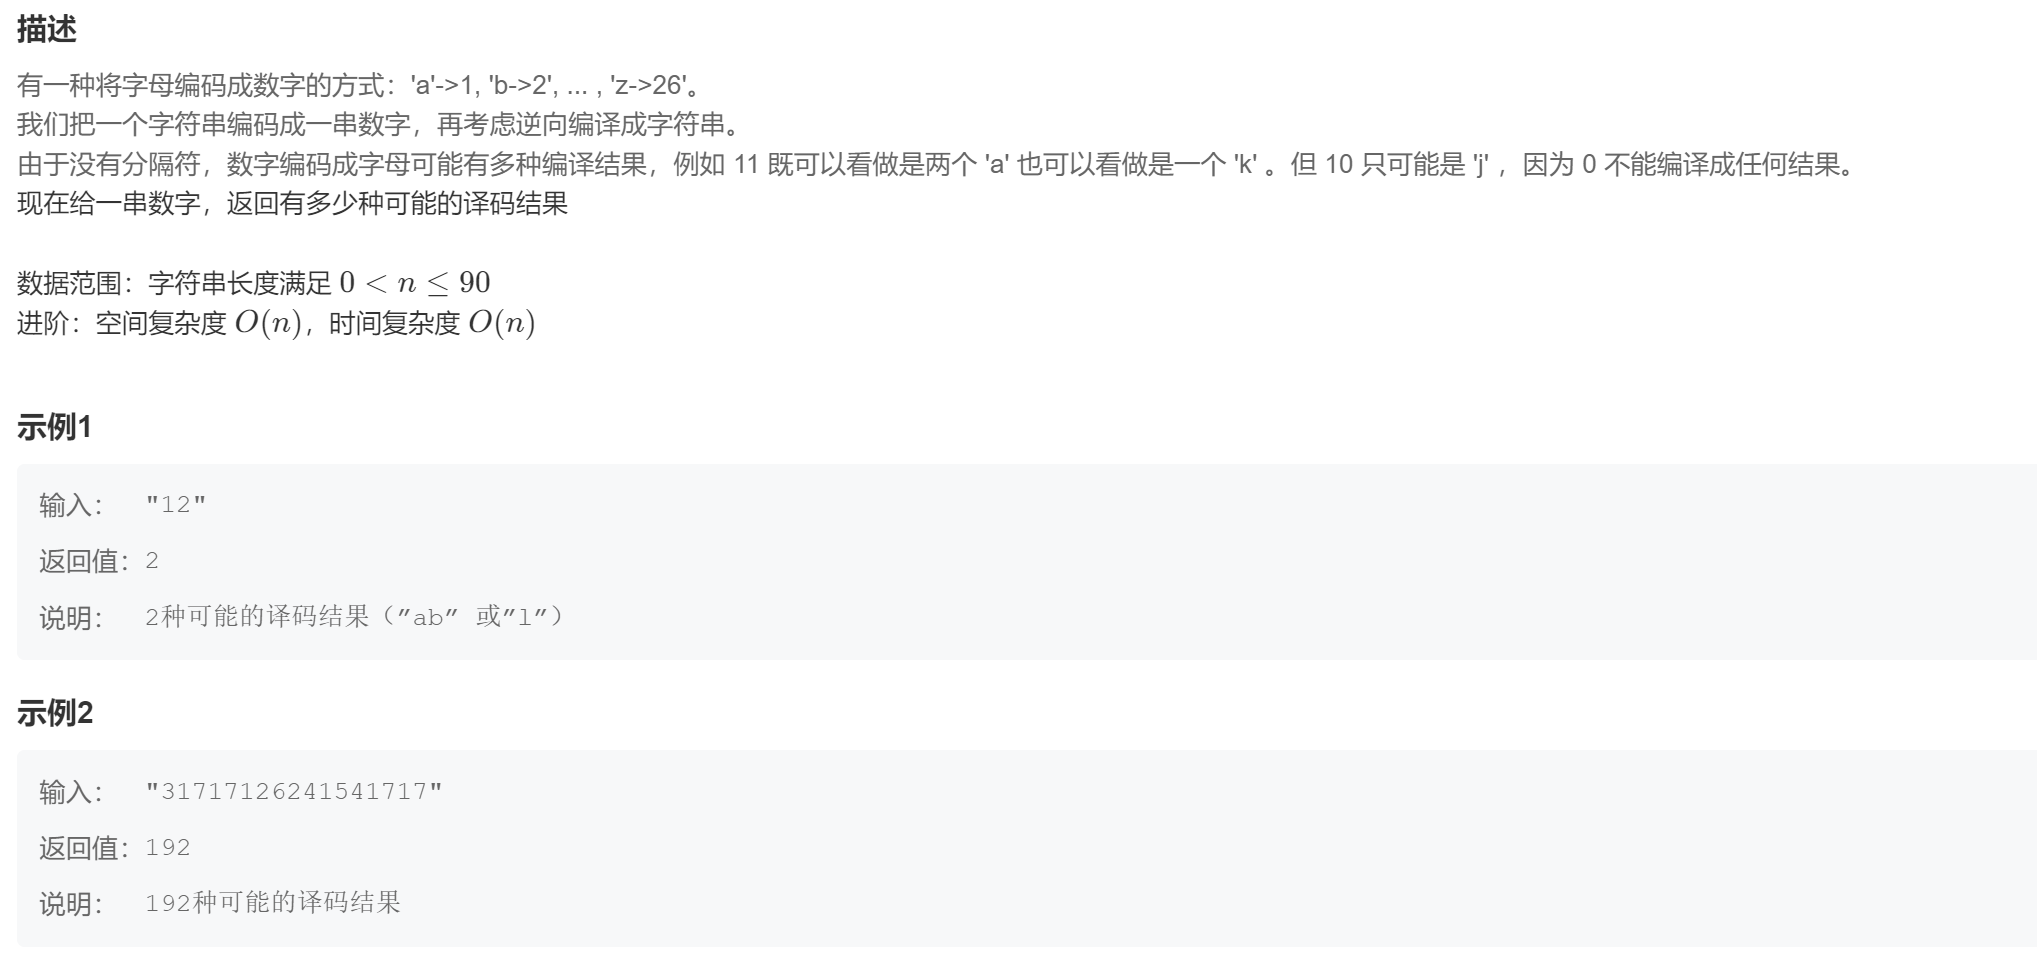 描述
有一种将字母编码成数字的方式：'a'->1, 'b->2', ... , 'z->26'。
我们把一个字符串编码成一串数字，再考虑逆向编译成字符串。
由于没有分隔符，数字编码成字母可能有多种编译结果，例如 11 既可以看做是两个 'a' 也可以看做是一个 'k' 。但 10 只可能是 'j' ，因为 0 不能编译成任何结果。
现在给一串数字，返回有多少种可能的译码结果
数据范围：字符串长度满足 0 < n ≤ 90
进阶：空间复杂度 O(n)，时间复杂度 O(n)
示例1
输入： "12"
返回值： 2
说明： 2种可能的译码结果（”ab” 或”l”）
示例2
输入： "31717126241541717"
返回值： 192
说明： 192种可能的译码结果